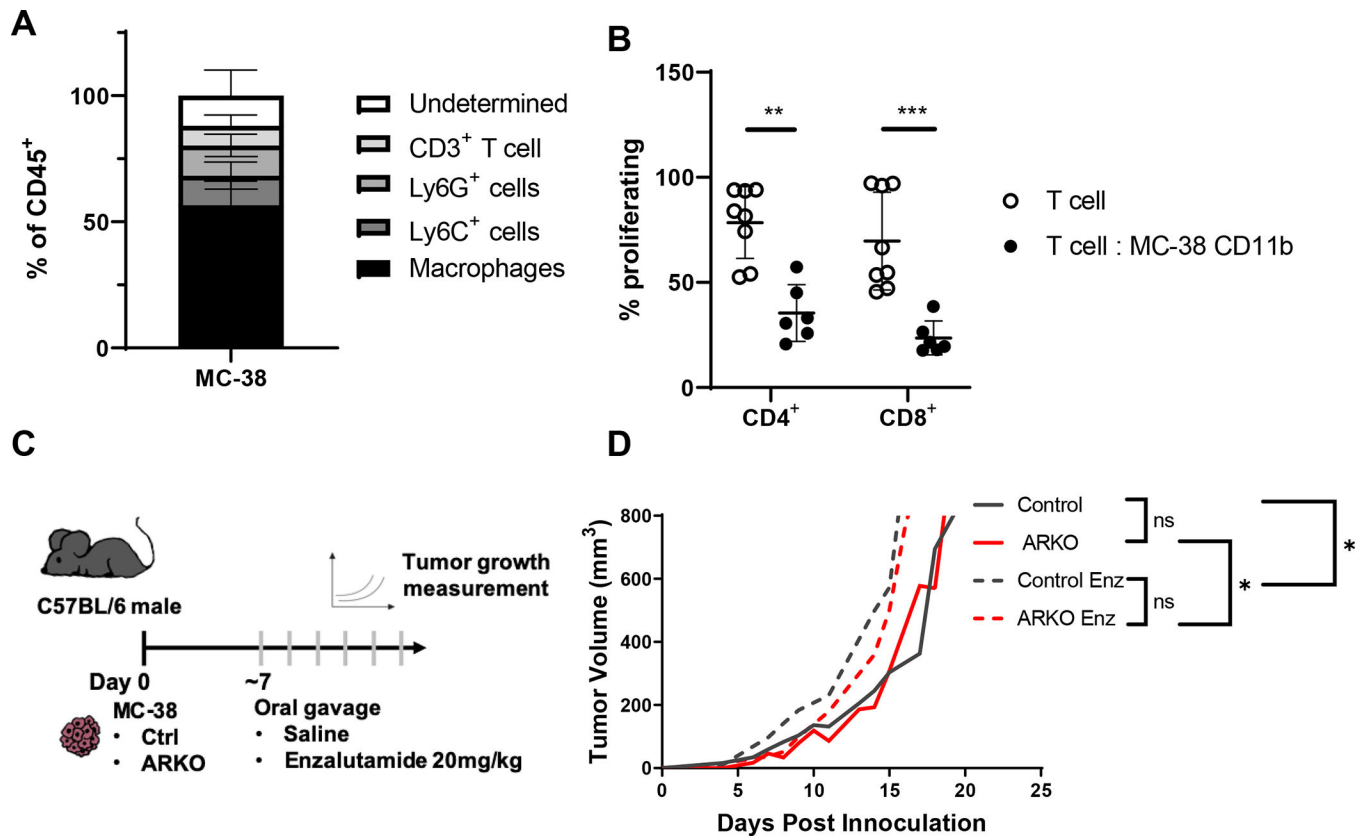 A
% of CD45+
100
50
0
MC-38
Undetermined
CD3+ T cell
Ly6G+ cells
Ly6C+ cells
Macrophages
B
% proliferating
150
100
50
0
**
***
CD4+
CD8+
T cell
T cell : MC-38 CD11b
C
C57BL/6 male
Tumor growth
measurement
Day 0
~7
MC-38
• Ctrl
• ARKO
Oral gavage
• Saline
• Enzalutamide 20mg/kg
D
Tumor Volume (mm3)
800
600
400
200
0
0 5 10 15 20 25
Days Post Innoculation
Control
ARKO
Control Enz
ARKO Enz
ns
ns
*
*